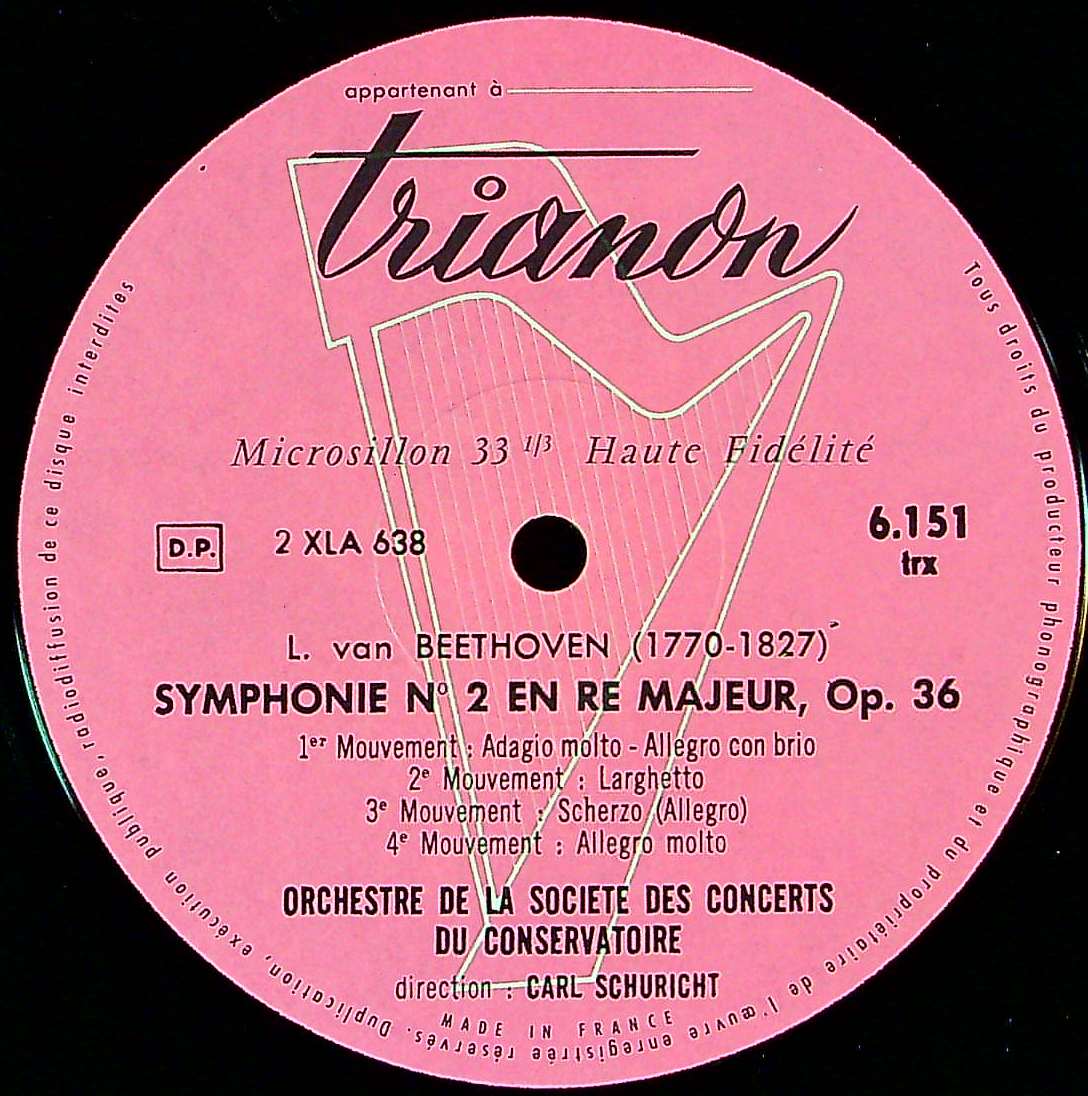 appartenant à
trianon
Microsillon 33 1/3 Haute Fidélité
D.P.
2 XLA 638
6.151
trx
L. van BEETHOVEN (1770-1827)
SYMPHONIE Nº 2 EN RE MAJEUR, Op. 36
1er Mouvement : Adagio molto - Allegro con brio
2e Mouvement : Larghetto
3e Mouvement : Scherzo (Allegro)
4e Mouvement : Allegro molto
ORCHESTRE DE LA SOCIETE DES CONCERTS
DU CONSERVATOIRE
direction : CARL SCHURICHT
MADE IN FRANCE
Tous droits du producteur phonographique et du propriétaire de l'œuvre enregistrée réservés. Duplication, exécution publique, radiodiffusion de ce disque interdites